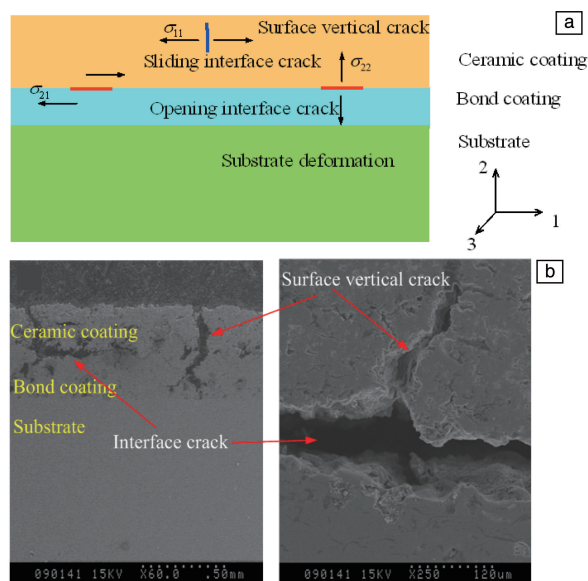 a
σ11
Surface vertical crack
Sliding interface crack
σ22
Ceramic coating
σ21
Opening interface crack
Bond coating
Substrate deformation
Substrate
2
1
3
b
Surface vertical crack
Ceramic coating
Bond coating
Substrate
Interface crack
090141 15KV X60.0 .50mm
090141 15KV X250 120um